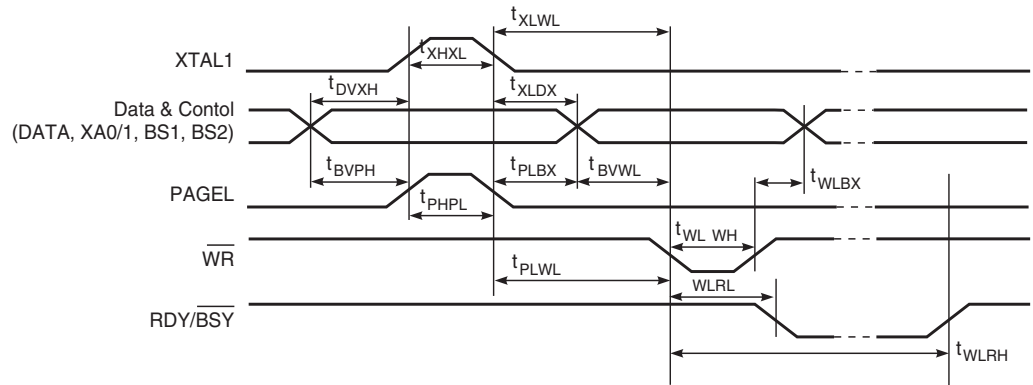 tXLWL
XTAL1
tXHXL
tDVXH
tXLDX
Data & Contol
(DATA, XA0/1, BS1, BS2)
tBVPH
tPLBX
tBVWL
tWLBX
PAGEL
tPHPL
tWL WH
WR
tPLWL
WLRL
RDY/BSY
tWLRH